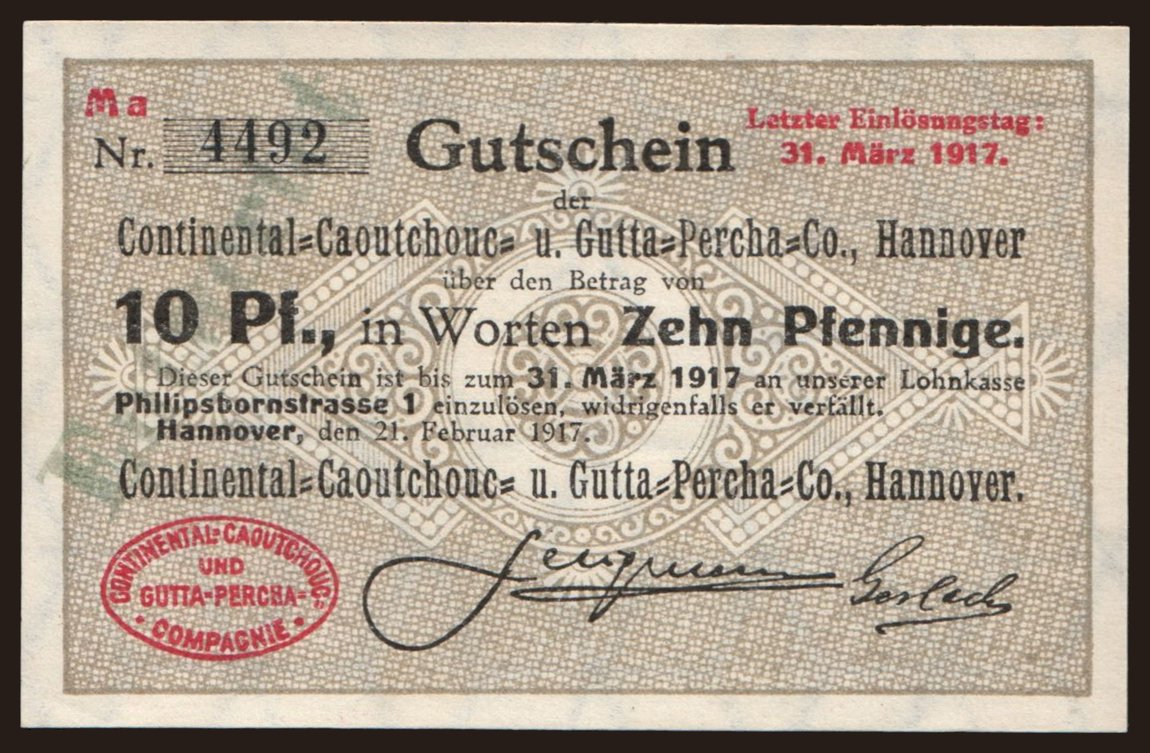 Ma
Nr. 4492
Gutschein
Letzter Einlösungstag:
31. März 1917.
der
Continental-Caoutchouc- u. Gutta-Percha-Co., Hannover
über den Betrag von
10 Pf., in Worten Zehn Pfennige.
Dieser Gutschein ist bis zum 31. März 1917 an unserer Lohnkasse
Philipsbornstrasse 1 einzulösen, widrigenfalls er verfällt.
Hannover, den 21. Februar 1917.
Continental-Caoutchouc- u. Gutta-Percha-Co., Hannover.
CONTINENTAL-CAOUTCHOUC-
UND
GUTTA-PERCHA-
COMPAGNIE
Gerlach